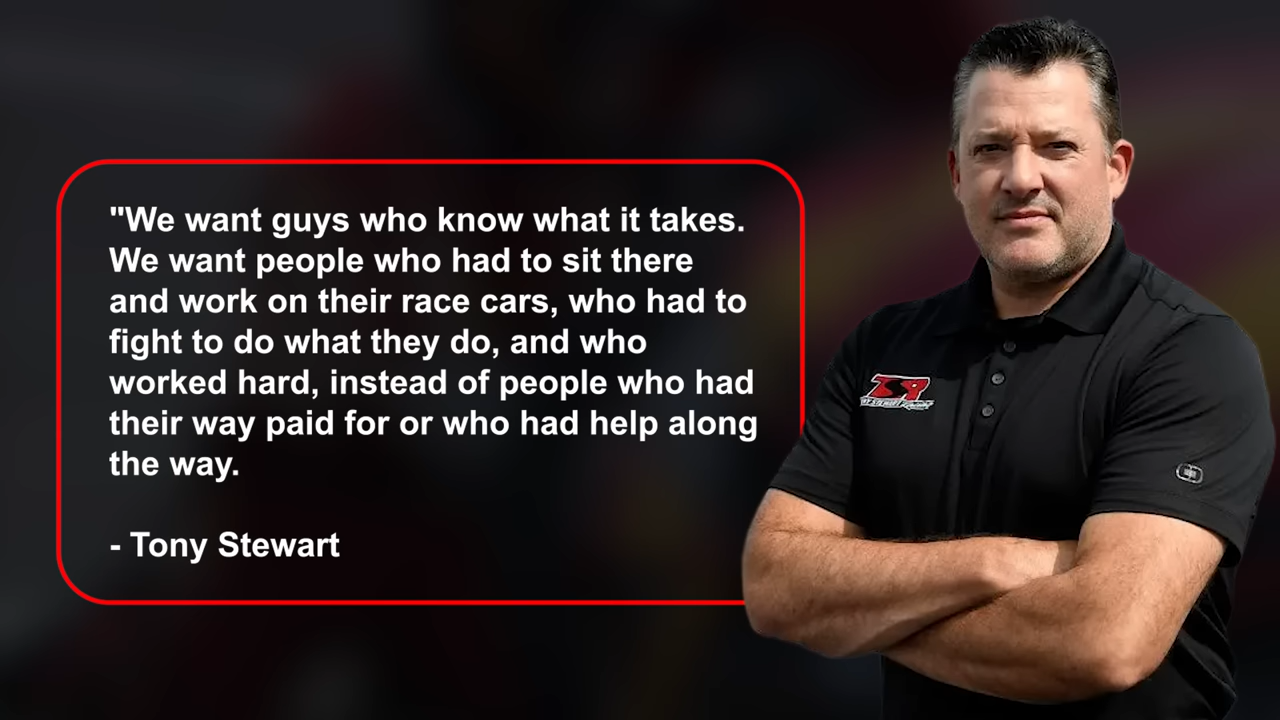 "We want guys who know what it takes.
We want people who had to sit there
and work on their race cars, who had to
fight to do what they do, and who
worked hard, instead of people who had
their way paid for or who had help along
the way.
- Tony Stewart
TSR